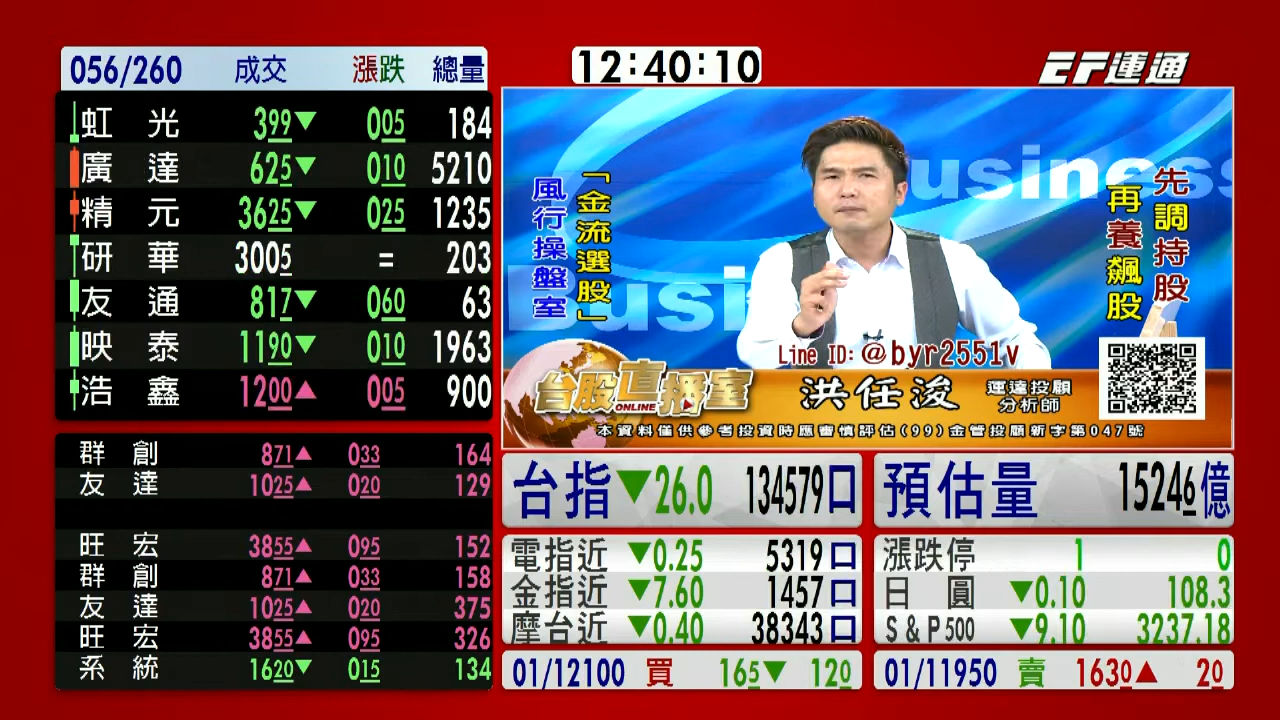 056/260 成交 漲跌 總量
虹光 399▼ 005 184
廣達 625▼ 010 5210
精元 3625▼ 025 1235
研華 3005 = 203
友通 817▼ 060 63
映泰 1190▼ 010 1963
浩鑫 1200▲ 005 900
群創 871▲ 033 164
友達 1025▲ 020 129
旺宏 3855▲ 095 152
群創 871▲ 033 158
友達 1025▲ 020 375
旺宏 3855▲ 095 326
系統 1620▼ 015 134
12:40:10
EF運通
Business
Busi
「金流選股」
風行操盤室
先調持股
再養飆股
Line ID:@byr2551v
台股直播室
ONLINE
洪任浚
運達投顧
分析師
本資料僅供參考投資時應審慎評估(99)金管投顧新字第047號
台指▼26.0 134579口
預估量 15246億
電指近 ▼0.25 5319口
金指近 ▼7.60 1457口
摩台近 ▼0.40 38343口
漲跌停 1 0
日圓 ▼0.10 108.3
S&P500 ▼9.10 3237.18
01/12100 買 165▼ 120
01/11950 賣 1630▲ 20